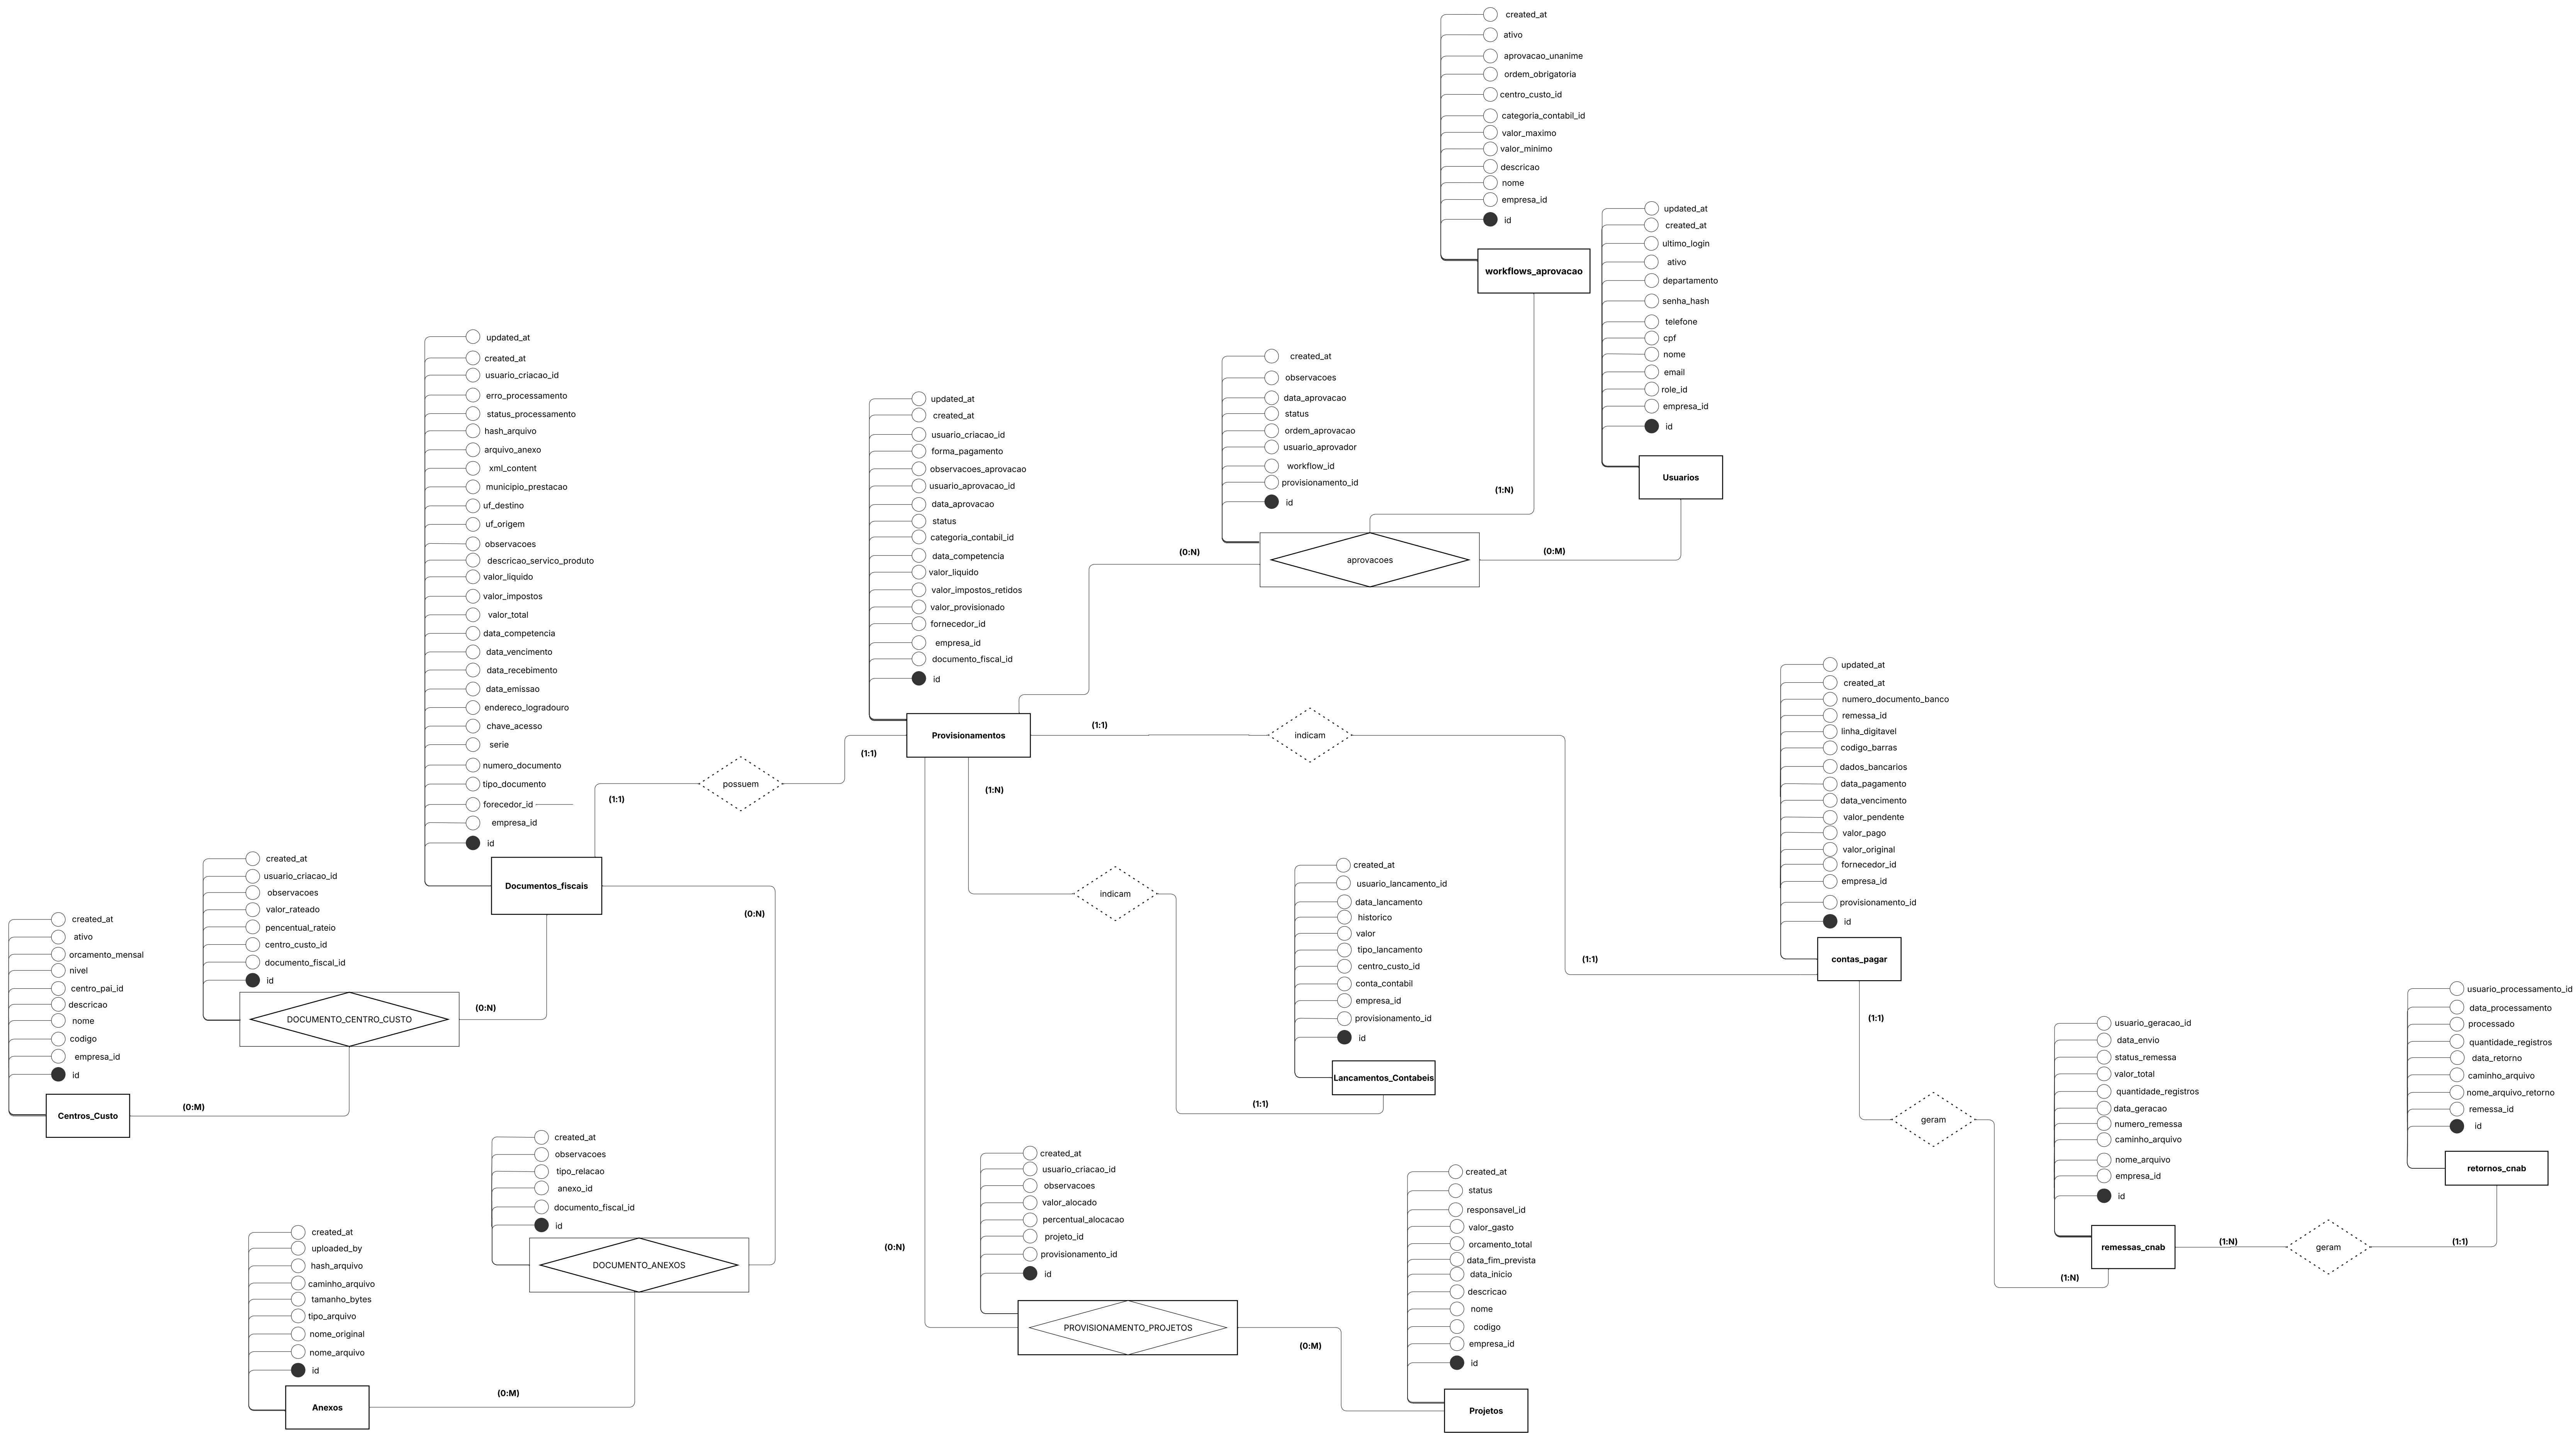 created_at
ativo
aprovacao_unanime
ordem_obrigatoria
centro_custo_id
categoria_contabil_id
valor_maximo
valor_minimo
descricao
nome
empresa_id
id
workflows_aprovacao
updated_at
created_at
ultimo_login
ativo
departamento
senha_hash
telefone
cpf
nome
email
role_id
empresa_id
id
Usuarios
created_at
observacoes
data_aprovacao
status
ordem_aprovacao
usuario_aprovador
workflow_id
provisionamento_id
id
aprovacoes
(1:N)
(0:N)
(0:M)
updated_at
created_at
usuario_criacao_id
erro_processamento
status_processamento
hash_arquivo
arquivo_anexo
xml_content
municipio_prestacao
uf_destino
uf_origem
observacoes
descricao_servico_produto
valor_liquido
valor_impostos
valor_total
data_competencia
data_vencimento
data_recebimento
data_emissao
endereco_logradouro
chave_acesso
serie
numero_documento
tipo_documento
forecedor_id
empresa_id
id
Documentos_fiscais
(1:1)
possuem
(1:1)
updated_at
created_at
usuario_criacao_id
forma_pagamento
observacoes_aprovacao
usuario_aprovacao_id
data_aprovacao
status
categoria_contabil_id
data_competencia
valor_liquido
valor_impostos_retidos
valor_provisionado
fornecedor_id
empresa_id
documento_fiscal_id
id
Provisionamentos
(1:1)
indicam
(1:1)
(1:N)
indicam
(1:1)
updated_at
created_at
numero_documento_banco
remessa_id
linha_digitavel
codigo_barras
dados_bancarios
data_pagamento
data_vencimento
valor_pendente
valor_pago
valor_original
fornecedor_id
empresa_id
provisionamento_id
id
contas_pagar
(1:1)
geram
(1:N)
created_at
usuario_lancamento_id
data_lancamento
historico
valor
tipo_lancamento
centro_custo_id
conta_contabil
empresa_id
provisionamento_id
id
Lancamentos_Contabeis
created_at
usuario_criacao_id
observacoes
valor_rateado
pencentual_rateio
centro_custo_id
documento_fiscal_id
id
DOCUMENTO_CENTRO_CUSTO
(0:N)
(0:M)
created_at
ativo
orcamento_mensal
nivel
centro_pai_id
descricao
nome
codigo
empresa_id
id
Centros_Custo
(0:N)
created_at
observacoes
tipo_relacao
anexo_id
documento_fiscal_id
id
DOCUMENTO_ANEXOS
(0:M)
created_at
uploaded_by
hash_arquivo
caminho_arquivo
tamanho_bytes
tipo_arquivo
nome_original
nome_arquivo
id
Anexos
(0:N)
created_at
usuario_criacao_id
observacoes
valor_alocado
percentual_alocacao
projeto_id
provisionamento_id
id
PROVISIONAMENTO_PROJETOS
(0:M)
created_at
status
responsavel_id
valor_gasto
orcamento_total
data_fim_prevista
data_inicio
descricao
nome
codigo
empresa_id
id
Projetos
usuario_geracao_id
data_envio
status_remessa
valor_total
quantidade_registros
data_geracao
numero_remessa
caminho_arquivo
nome_arquivo
empresa_id
id
remessas_cnab
(1:N)
geram
(1:1)
usuario_processamento_id
data_processamento
processado
quantidade_registros
data_retorno
caminho_arquivo
nome_arquivo_retorno
remessa_id
id
retornos_cnab